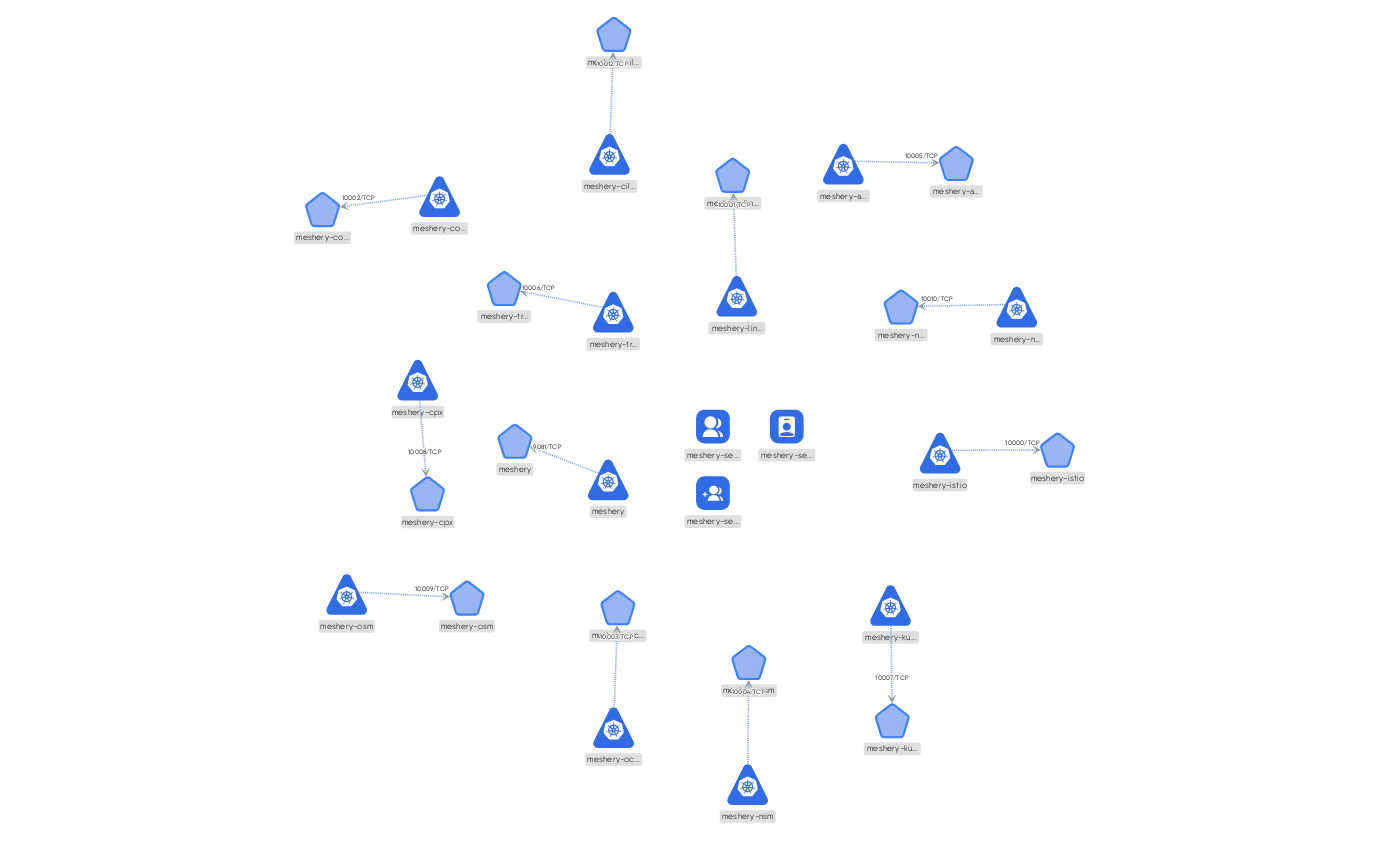 10012/TCP
meshery-cil...
10005/TCP
meshery-a...
meshery-a...
10002/TCP
meshery-co...
meshery-co...
10001/TCP
meshery-lin...
10006/TCP
meshery-tr...
meshery-tr...
10010/TCP
meshery-n...
meshery-n...
meshery-cpx
10008/TCP
meshery-cpx
9081/TCP
meshery
meshery
meshery-se...
meshery-se...
meshery-se...
10000/TCP
meshery-istio
meshery-istio
10009/TCP
meshery-osm
meshery-osm
10003/TCP
meshery-oc...
meshery-ku...
10007/TCP
meshery-ku...
10004/TCP
meshery-nsm